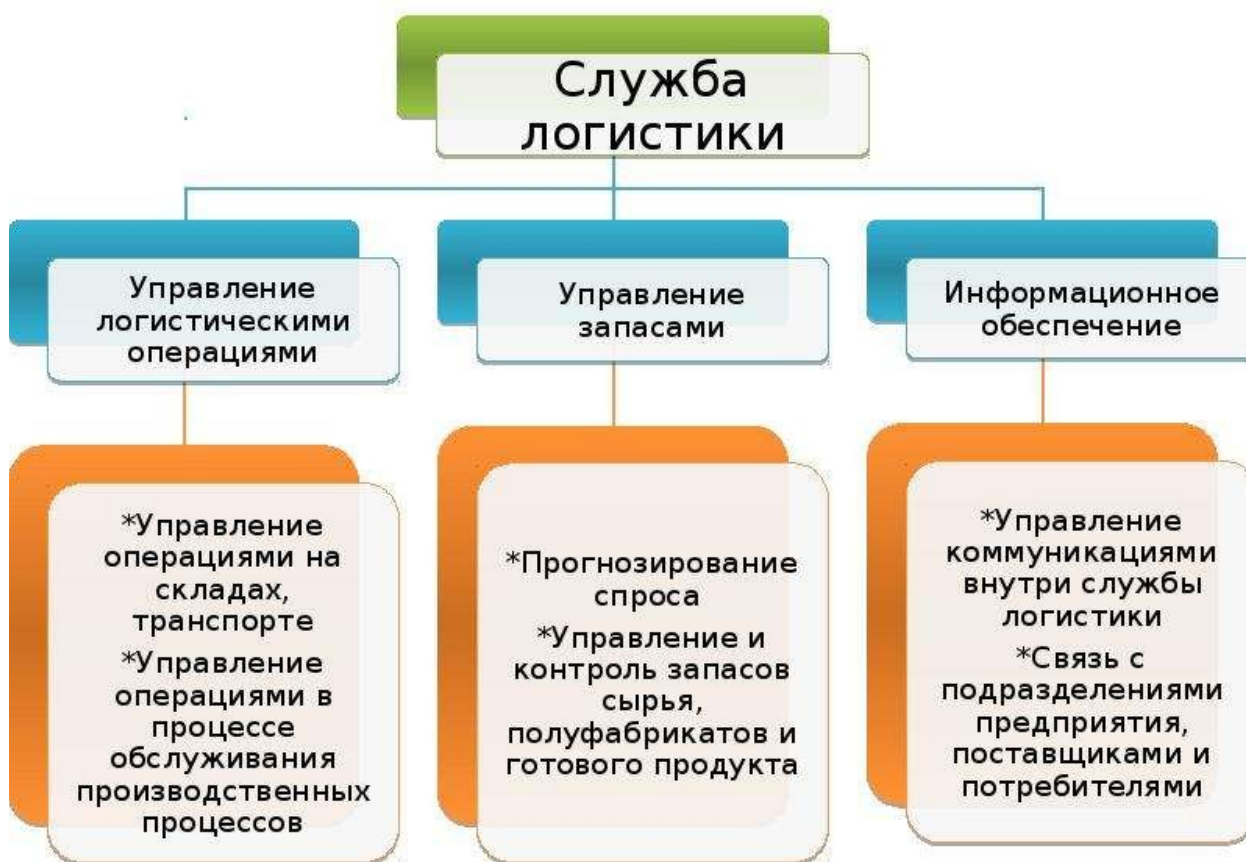 Служба
логистики
Управление
логистическими
операциями
Управление
запасами
Информационное
обеспечение
*Управление
операциями на
складах,
транспорте
*Управление
операциями в
процессе
обслуживания
производственных
процессов
*Прогнозирование
спроса
*Управление и
контроль запасов
сырья,
полуфабрикатов и
готового продукта
*Управление
коммуникациями
внутри службы
логистики
*Связь с
подразделениями
предприятия,
поставщиками и
потребителями